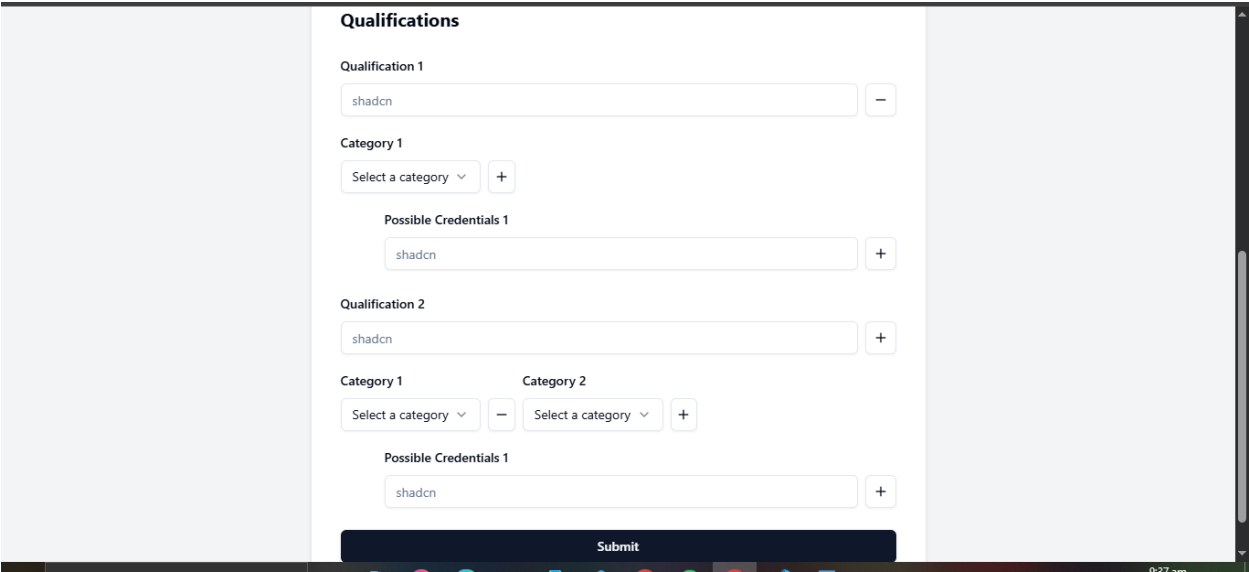 Qualifications
Qualification 1
shadcn
−
Category 1
Select a category
+
Possible Credentials 1
shadcn
+
Qualification 2
shadcn
+
Category 1 Category 2
Select a category − Select a category +
Possible Credentials 1
shadcn
+
Submit